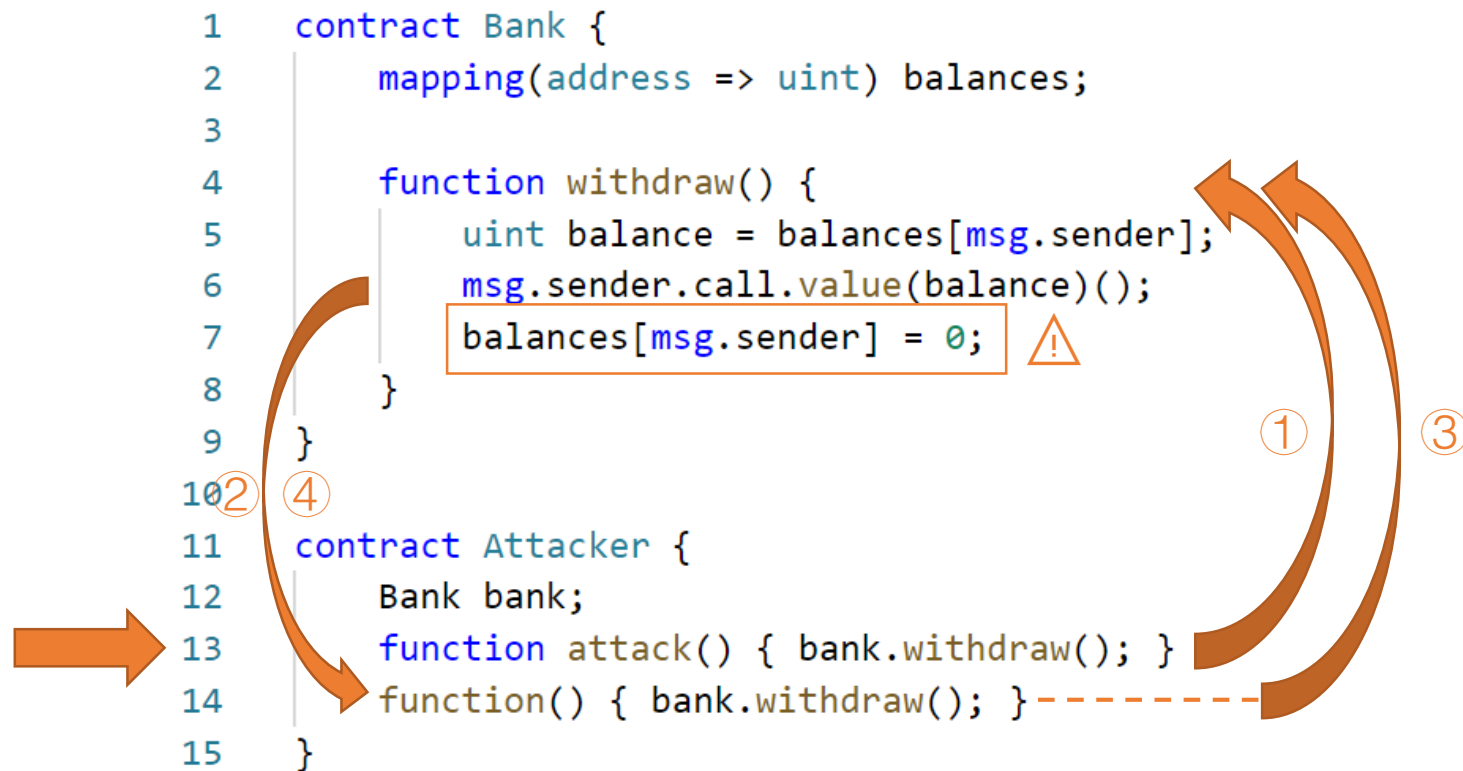 1 contract Bank {
2 mapping(address => uint) balances;
3
4 function withdraw() {
5 uint balance = balances[msg.sender];
6 msg.sender.call.value(balance)();
7 balances[msg.sender] = 0; ⚠
8 }
9 }
① ③
10 ② ④
11 contract Attacker {
12 Bank bank;
13 function attack() { bank.withdraw(); }
14 function() { bank.withdraw(); }
15 }